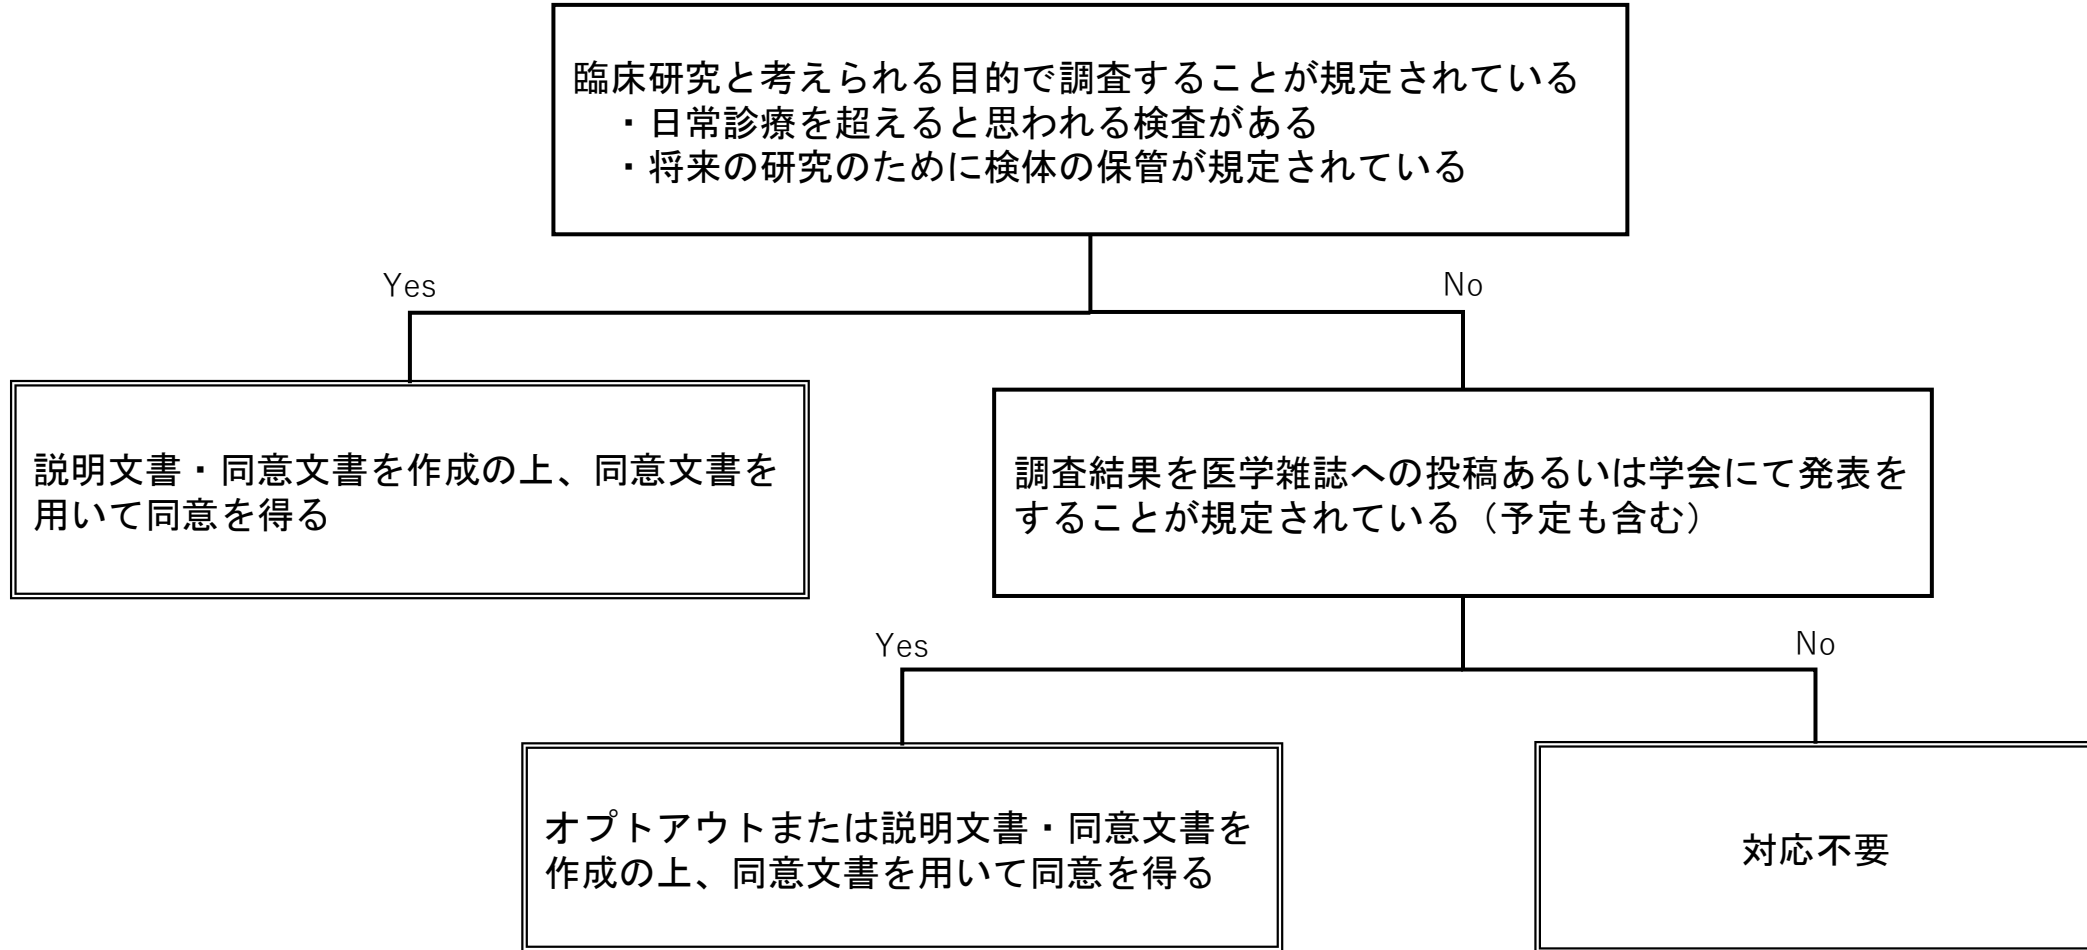 臨床研究と考えられる目的で調査することが規定されている
・日常診療を超えると思われる検査がある
・将来の研究のために検体の保管が規定されている
Yes
No
説明文書・同意文書を作成の上、同意文書を
用いて同意を得る
調査結果を医学雑誌への投稿あるいは学会にて発表を
することが規定されている（予定も含む）
Yes
No
オプトアウトまたは説明文書・同意文書を
作成の上、同意文書を用いて同意を得る
対応不要